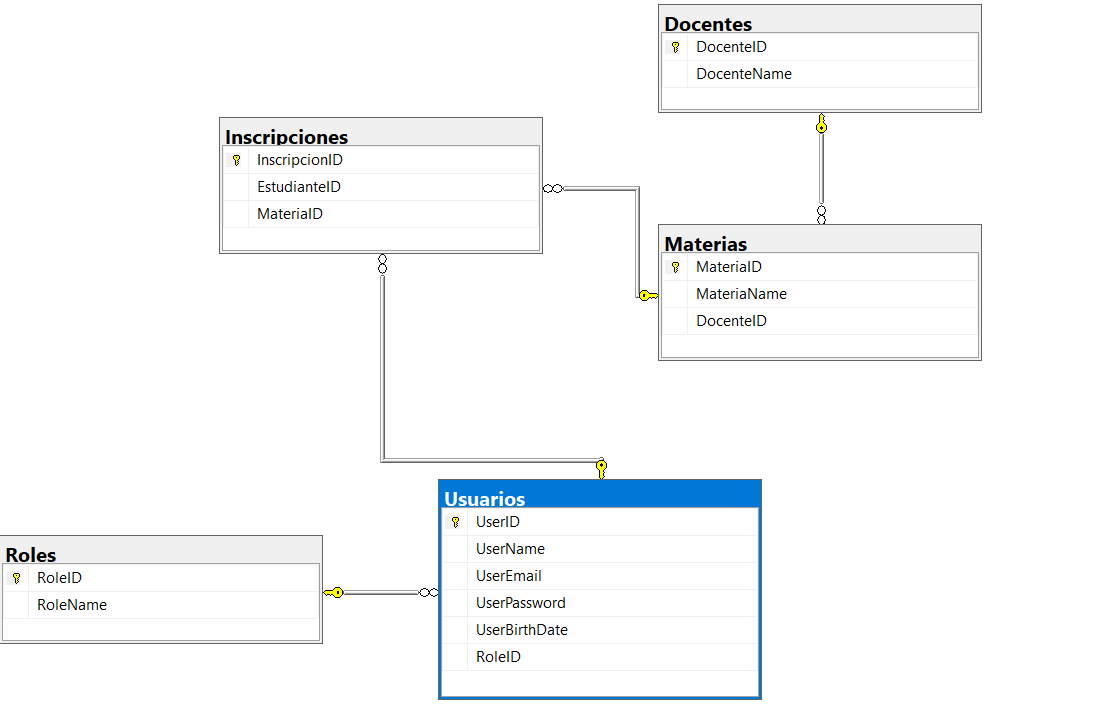 Docentes
DocenteID
DocenteName
Inscripciones
InscripcionID
EstudianteID
MateriaID
Materias
MateriaID
MateriaName
DocenteID
Usuarios
UserID
UserName
UserEmail
UserPassword
UserBirthDate
RoleID
Roles
RoleID
RoleName